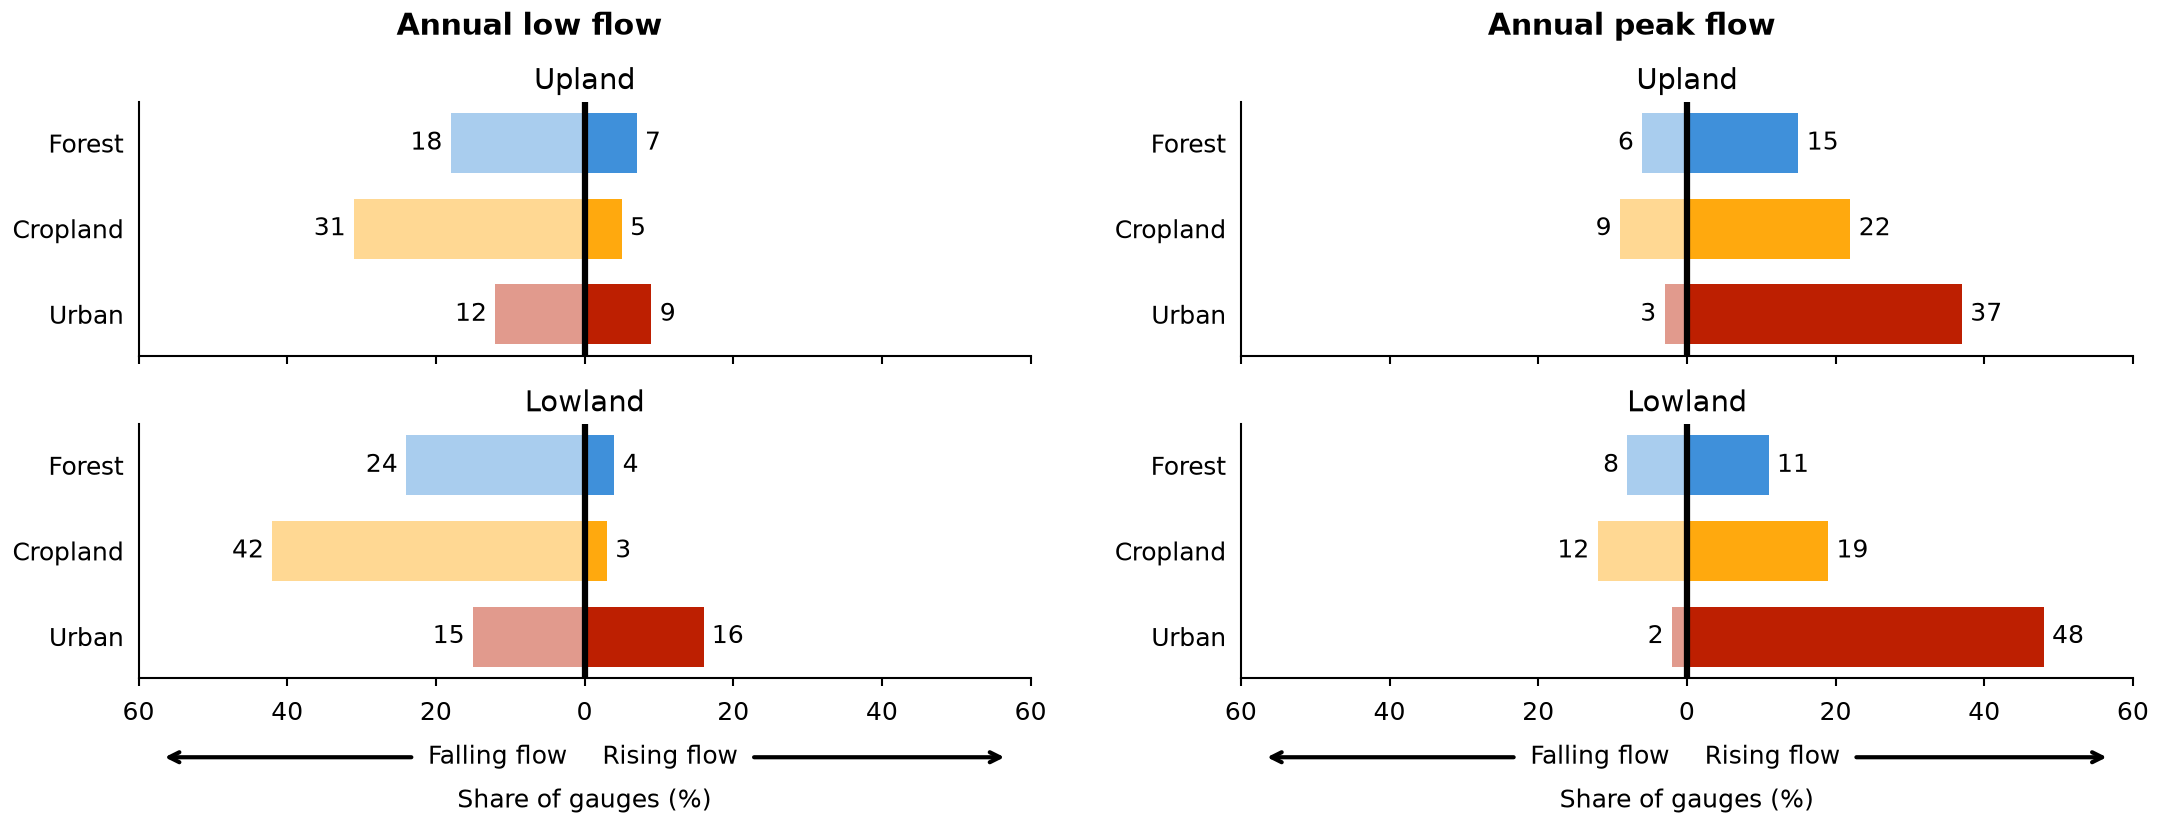 Annual low flow
Upland
Forest 18 7
Cropland 31 5
Urban 12 9
Lowland
Forest 24 4
Cropland 42 3
Urban 15 16
60 40 20 0 20 40 60
Falling flow Rising flow
Share of gauges (%)
Annual peak flow
Upland
Forest 6 15
Cropland 9 22
Urban 3 37
Lowland
Forest 8 11
Cropland 12 19
Urban 2 48
60 40 20 0 20 40 60
Falling flow Rising flow
Share of gauges (%)